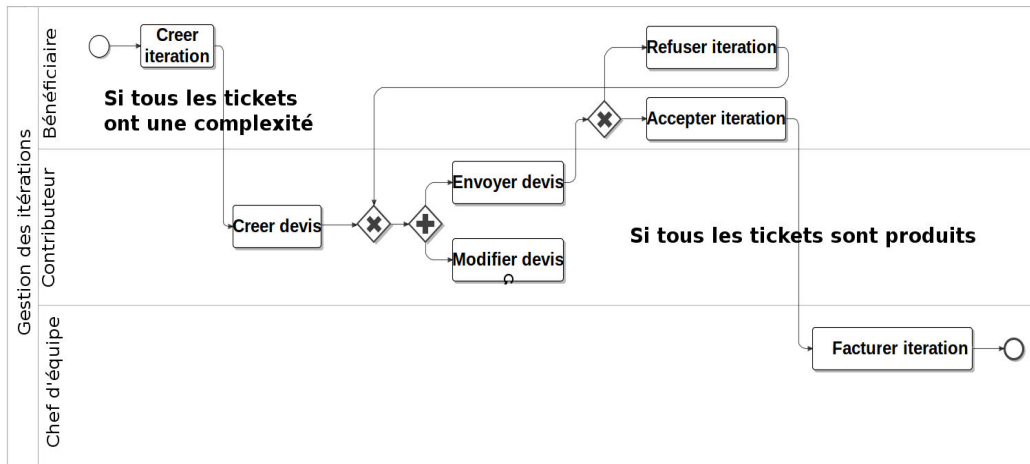 Gestion des itérations
Bénéficiaire
Creer
iteration
Si tous les tickets
ont une complexité
Refuser iteration
Accepter iteration
Contributeur
Creer devis
Envoyer devis
Modifier devis
Si tous les tickets sont produits
Chef d'équipe
Facturer iteration